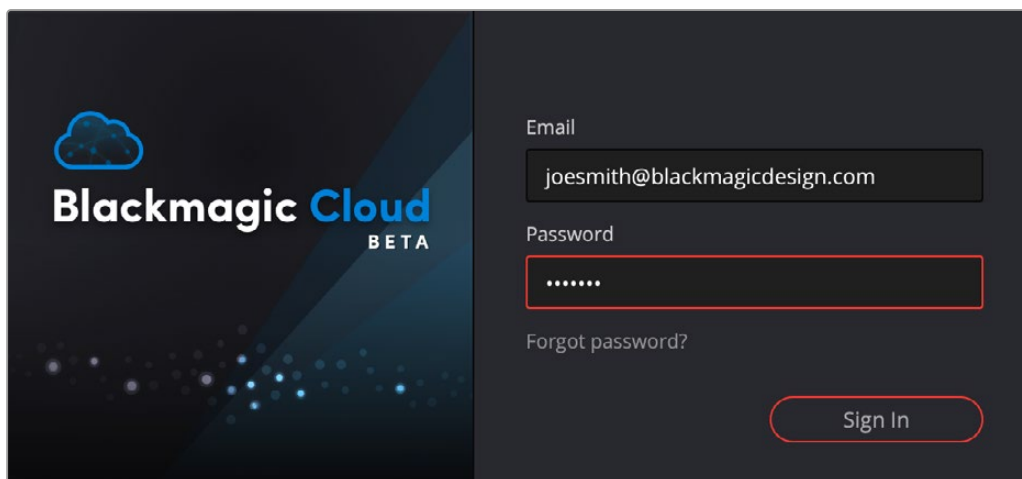 Blackmagic Cloud
BETA
Email
joesmith@blackmagicdesign.com
Password
•••••••
Forgot password?
Sign In